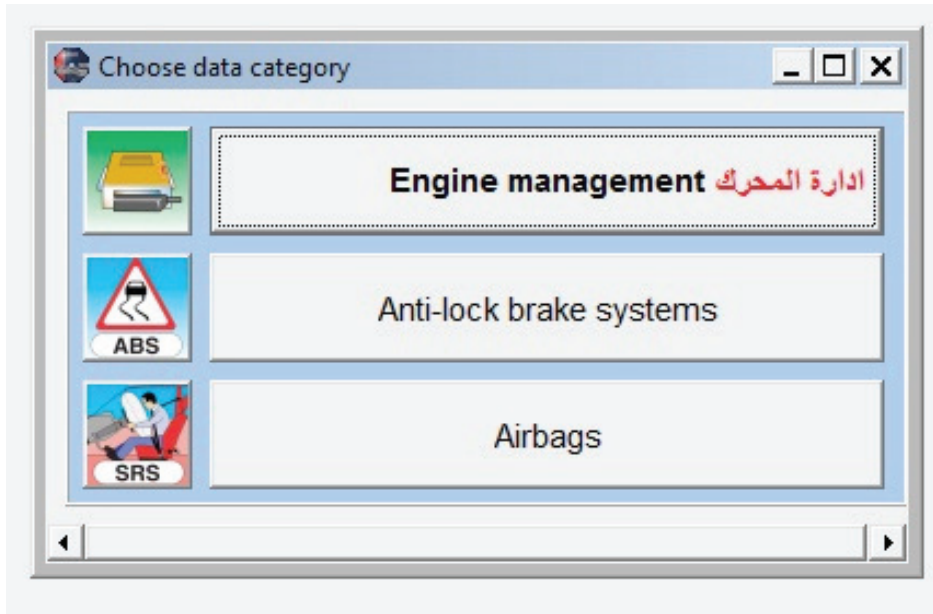 Choose data category
Engine management ادارة المحرك
ABS
Anti-lock brake systems
SRS
Airbags